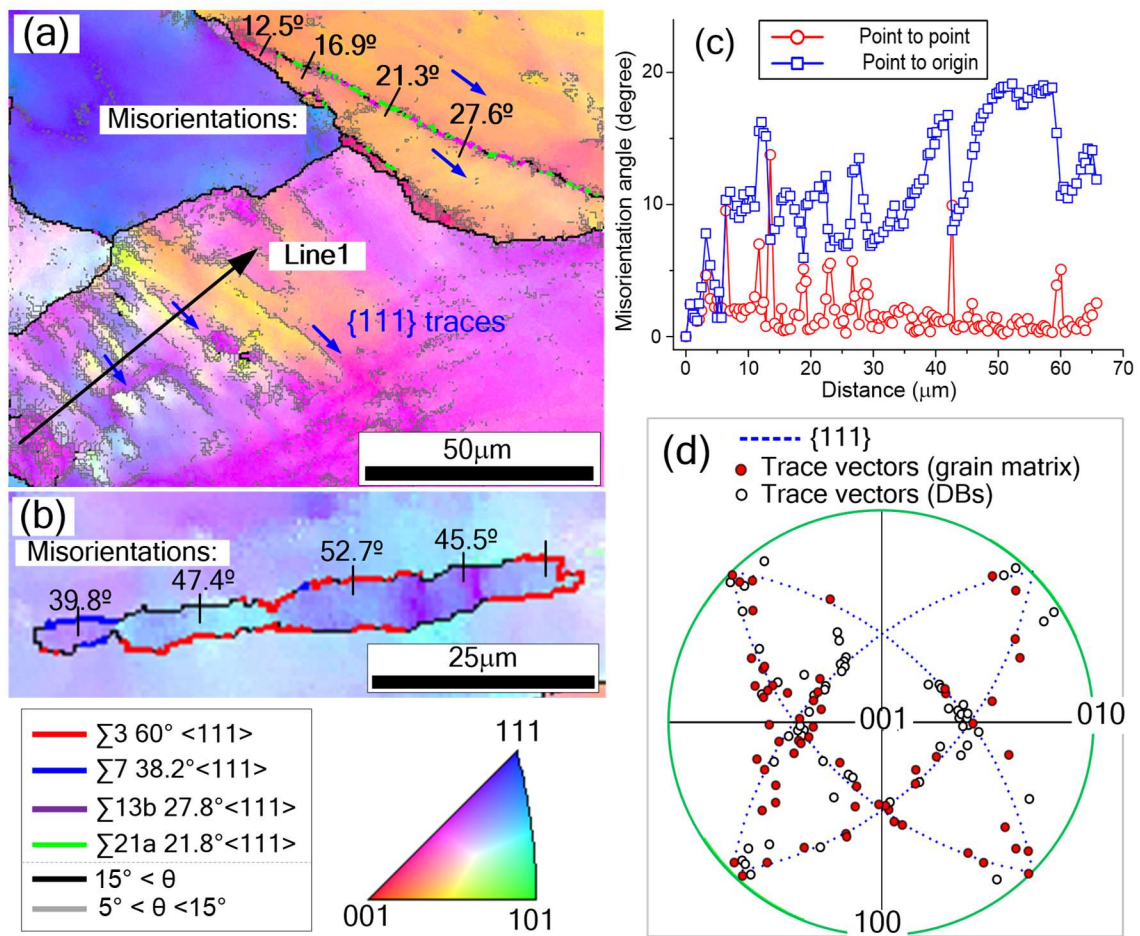 (a)
12.5º
16.9º
21.3º
27.6º
Misorientations:
Line1
{111} traces
50μm
(b)
Misorientations:
39.8º
47.4º
52.7º
45.5º
25μm
∑3 60° <111>
∑7 38.2°<111>
∑13b 27.8°<111>
∑21a 21.8°<111>
15° < θ
5° < θ <15°
111
001
101
(c)
Point to point
Point to origin
Misorientation angle (degree)
20
10
0
0 10 20 30 40 50 60 70
Distance (μm)
(d)
{111}
Trace vectors (grain matrix)
Trace vectors (DBs)
001
010
100